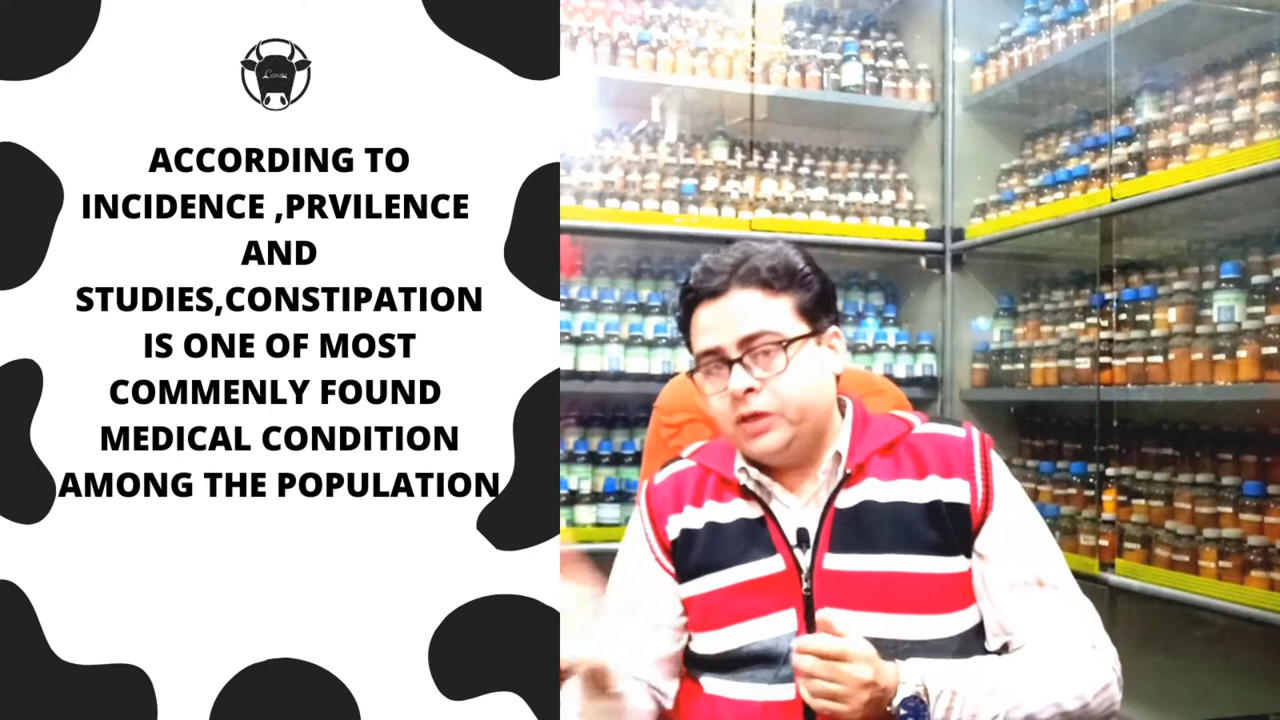 ACCORDING TO
INCIDENCE ,PRVILENCE
AND
STUDIES,CONSTIPATION
IS ONE OF MOST
COMMENLY FOUND
MEDICAL CONDITION
AMONG THE POPULATION